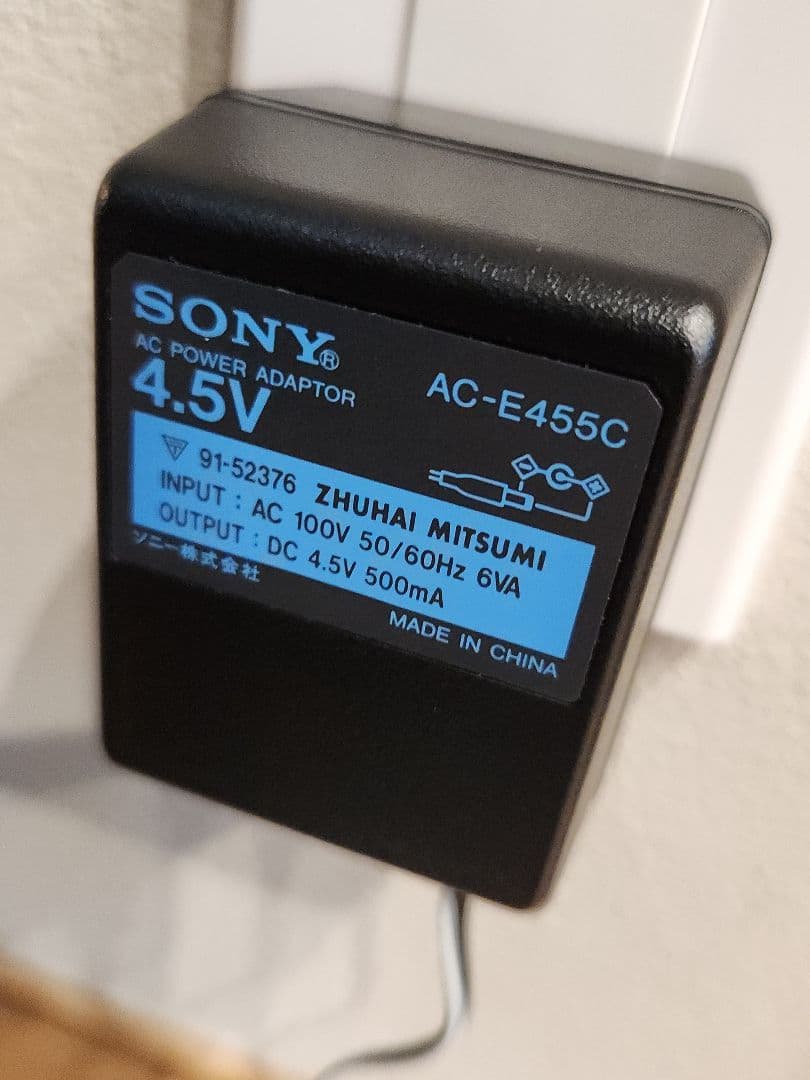 SONY®
AC POWER ADAPTOR
4.5V
AC-E455C
91-52376 ZHUHAI MITSUMI
INPUT : AC 100V 50/60Hz 6VA
OUTPUT : DC 4.5V 500mA
ソニー株式会社
MADE IN CHINA